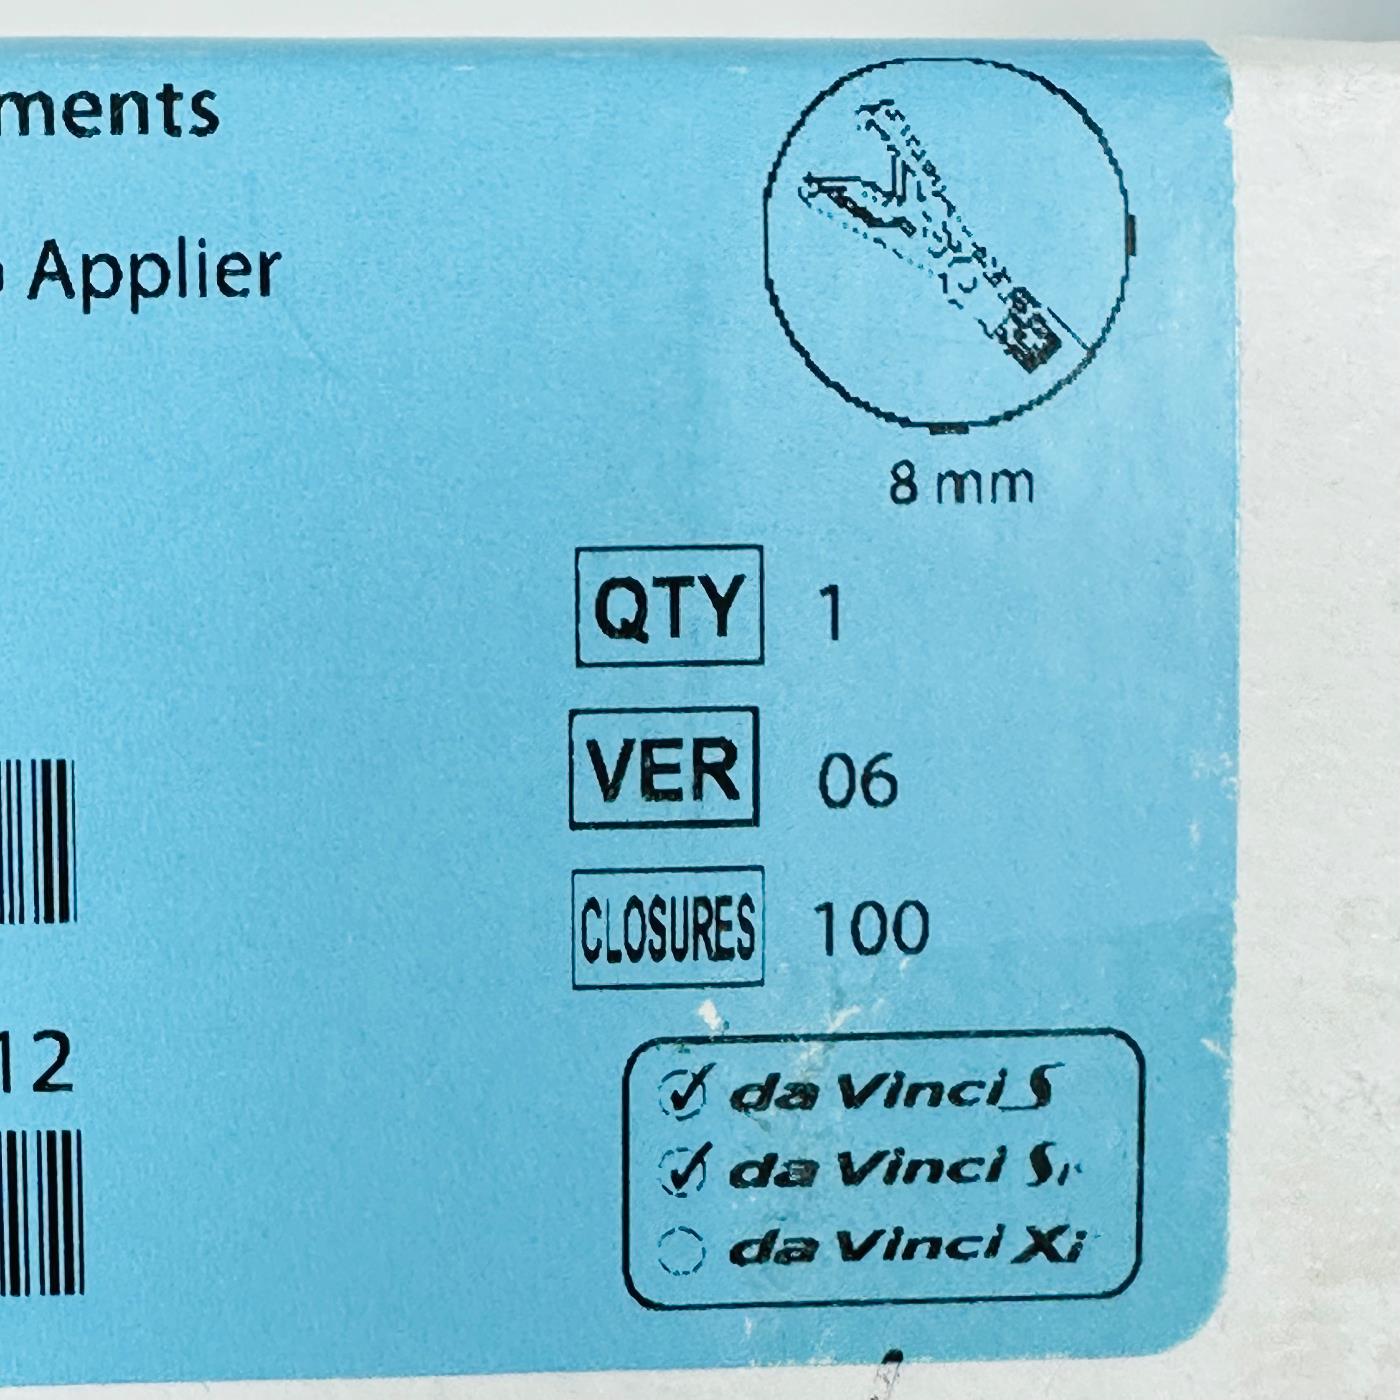 ments
Applier
8 mm
QTY 1
VER 06
CLOSURES 100
12
da Vinci S
da Vinci Si
da Vinci Xi